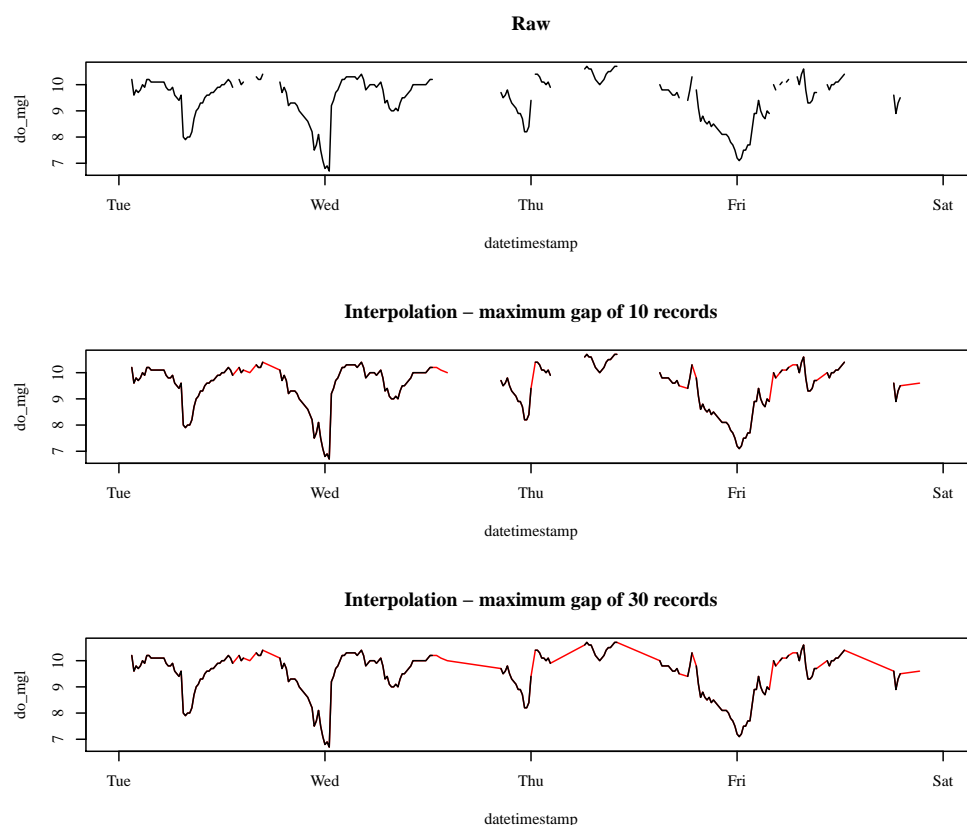 Raw
do_mgl
10
9
8
7
Tue Wed Thu Fri Sat
datetimestamp
Interpolation − maximum gap of 10 records
do_mgl
10
9
8
7
Tue Wed Thu Fri Sat
datetimestamp
Interpolation − maximum gap of 30 records
do_mgl
10
9
8
7
Tue Wed Thu Fri Sat
datetimestamp